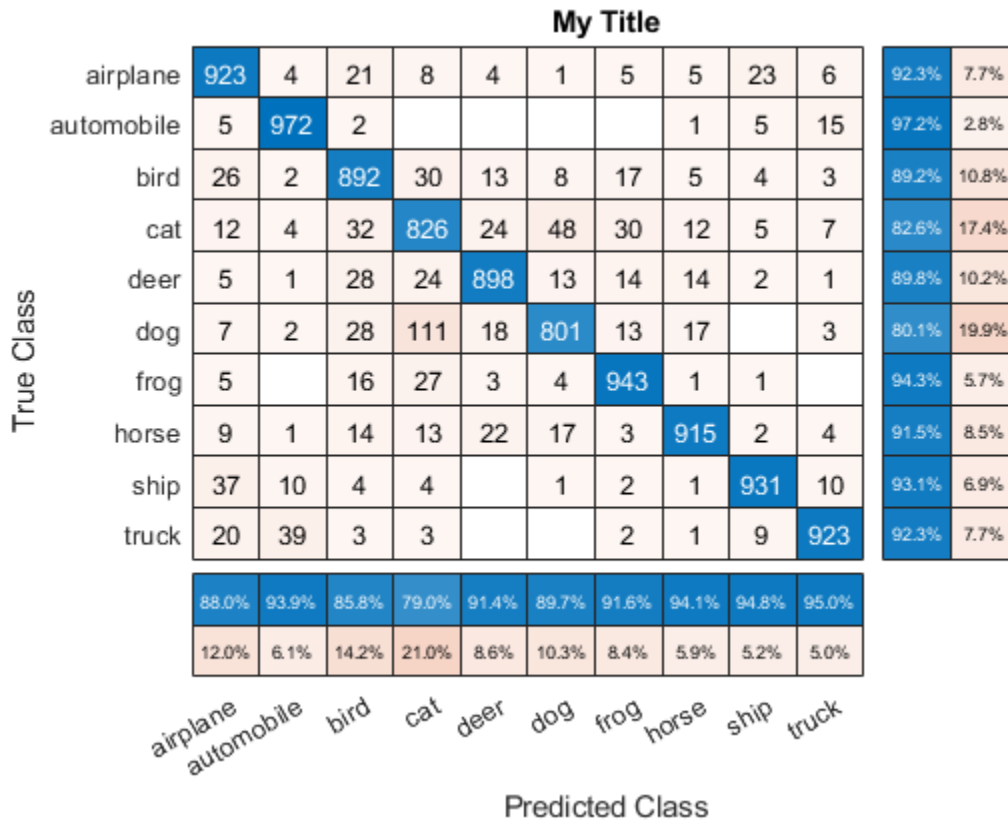 My Title
airplane 923 4 21 8 4 1 5 5 23 6 92.3% 7.7%
automobile 5 972 2 1 5 15 97.2% 2.8%
bird 26 2 892 30 13 8 17 5 4 3 89.2% 10.8%
cat 12 4 32 826 24 48 30 12 5 7 82.6% 17.4%
deer 5 1 28 24 898 13 14 14 2 1 89.8% 10.2%
dog 7 2 28 111 18 801 13 17 3 80.1% 19.9%
frog 5 16 27 3 4 943 1 1 94.3% 5.7%
horse 9 1 14 13 22 17 3 915 2 4 91.5% 8.5%
ship 37 10 4 4 1 2 1 931 10 93.1% 6.9%
truck 20 39 3 3 2 1 9 923 92.3% 7.7%
True Class
88.0% 93.9% 85.8% 79.0% 91.4% 89.7% 91.6% 94.1% 94.8% 95.0%
12.0% 6.1% 14.2% 21.0% 8.6% 10.3% 8.4% 5.9% 5.2% 5.0%
airplane automobile bird cat deer dog frog horse ship truck
Predicted Class